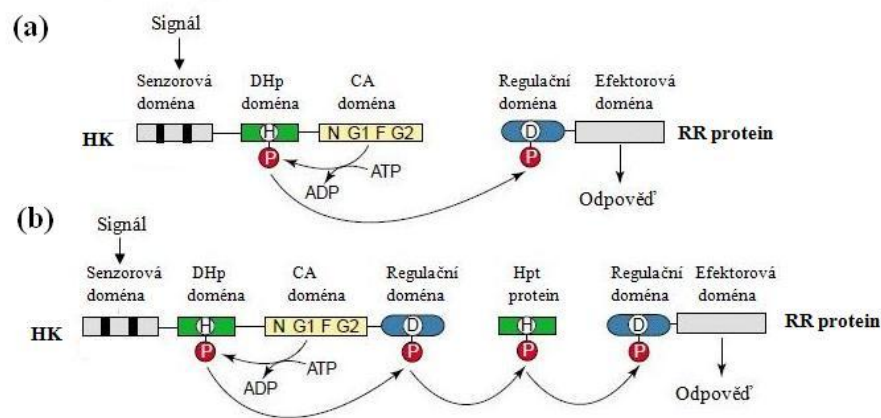 (a)
Signál
Senzorová
doména
DHp
doména
CA
doména
Regulační
doména
Efektorová
doména
HK
H
N G1 F G2
D
RR protein
P
P
ATP
ADP
Odpověď
(b)
Signál
Senzorová
doména
DHp
doména
CA
doména
Regulační
doména
Hpt
protein
Regulační
doména
Efektorová
doména
HK
H
N G1 F G2
D
H
D
RR protein
P
P
P
P
ATP
ADP
Odpověď